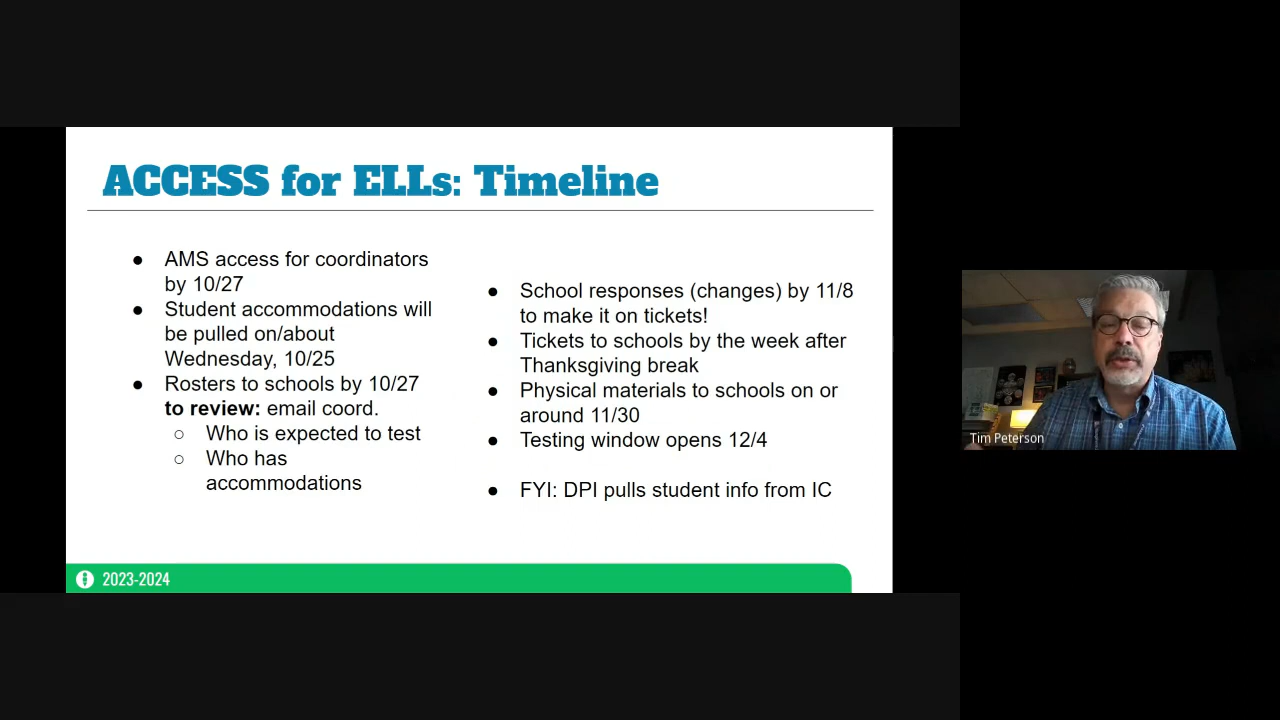 ACCESS for ELLs: Timeline
● AMS access for coordinators
by 10/27
● Student accommodations will
be pulled on/about
Wednesday, 10/25
● Rosters to schools by 10/27
to review: email coord.
○ Who is expected to test
○ Who has
accommodations
● School responses (changes) by 11/8
to make it on tickets!
● Tickets to schools by the week after
Thanksgiving break
● Physical materials to schools on or
around 11/30
● Testing window opens 12/4
● FYI: DPI pulls student info from IC
2023-2024
Tim Peterson